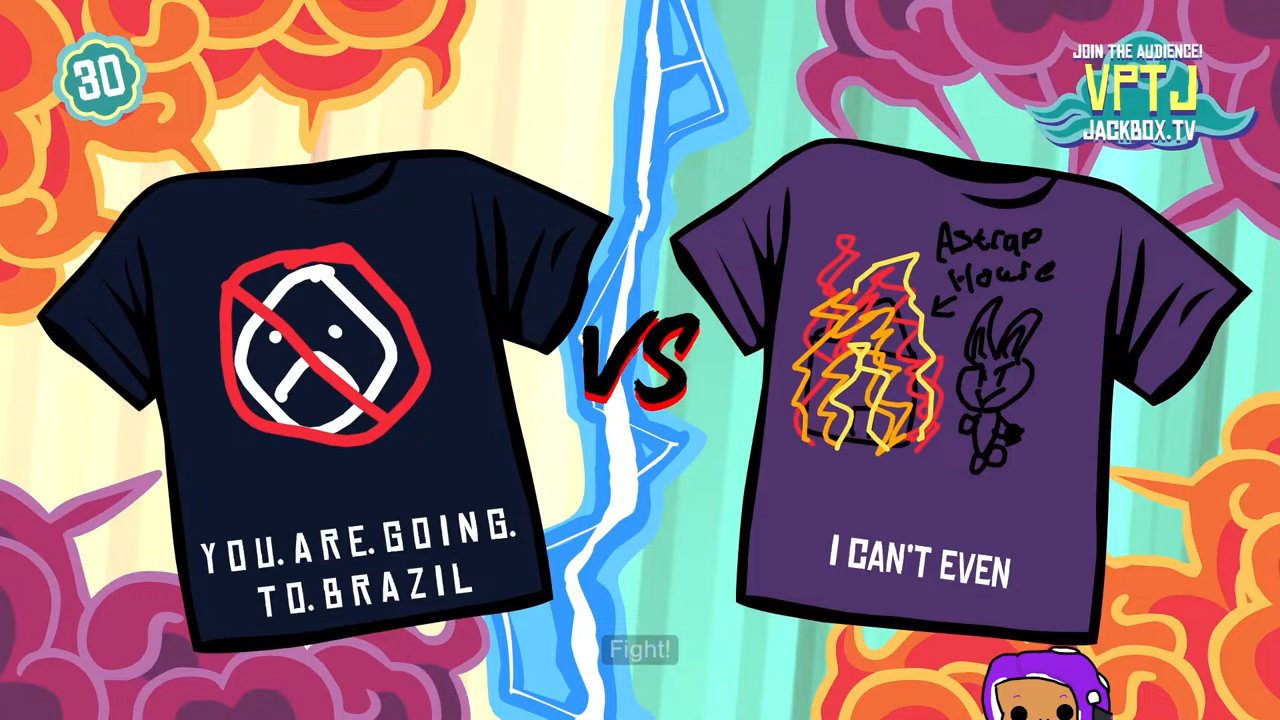 30
JOIN THE AUDIENCE!
VPTJ
JACKBOX.TV
YOU.ARE.GOING.
TO.BRAZIL
VS
Astrap
House
I CAN'T EVEN
Fight!